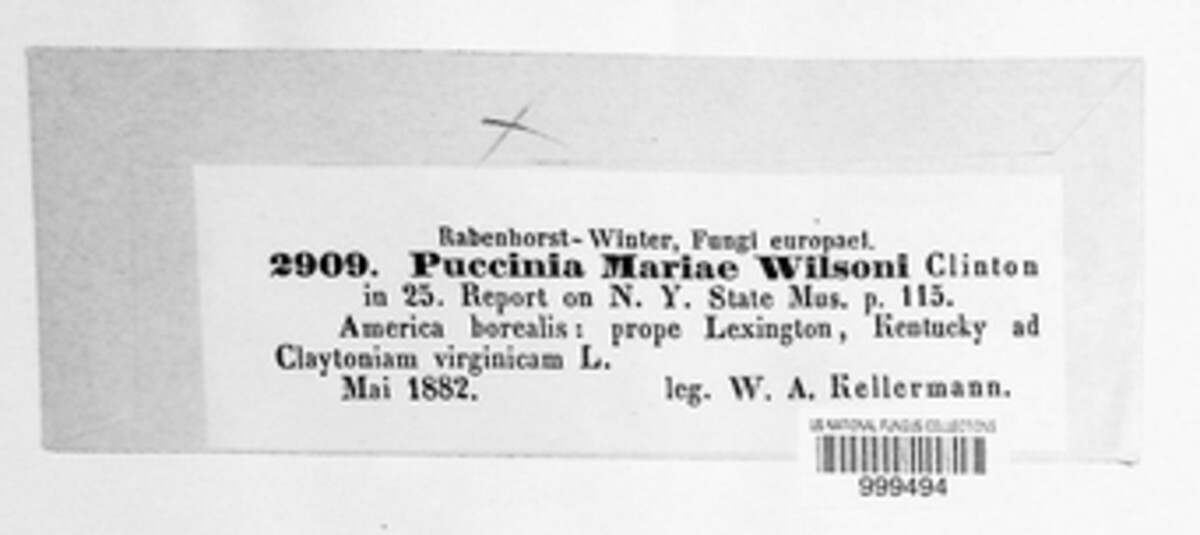 Rabenhorst-Winter, Fungi europaei.
2909. Puccinia Mariae Wilsoni Clinton
in 25. Report on N. Y. State Mus. p. 115.
America borealis: prope Lexington, Kentucky ad
Claytoniam virginicam L.
Mai 1882. leg. W. A. Kellermann.
US NATIONAL FUNGUS COLLECTIONS
999494